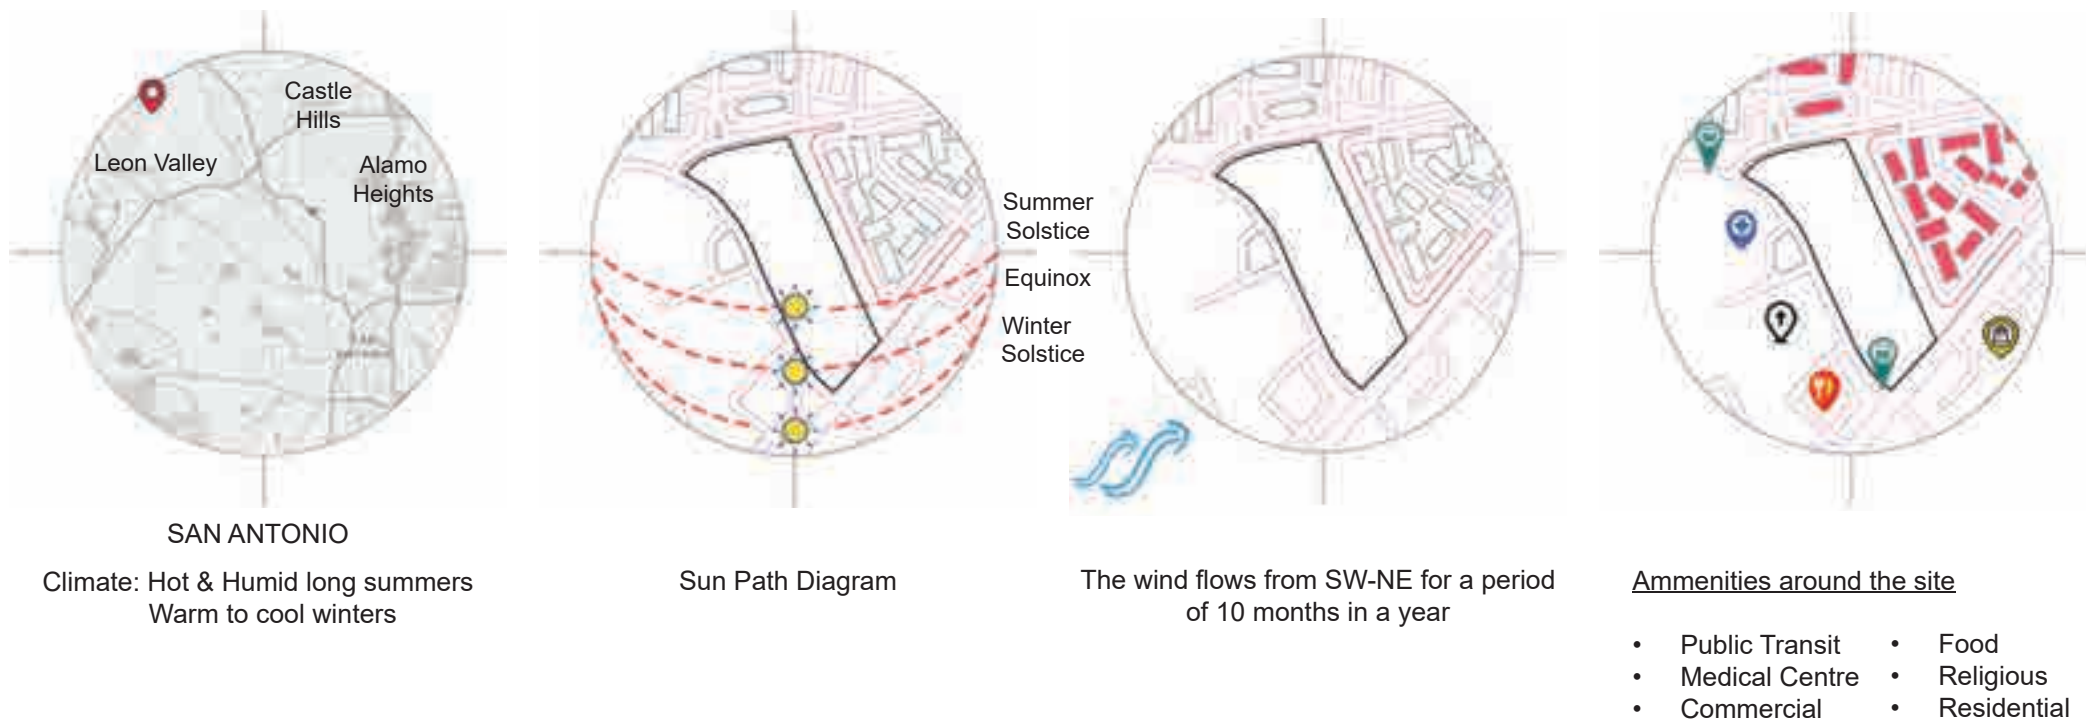 Castle
Hills
Leon Valley
Alamo
Heights
SAN ANTONIO
Climate: Hot & Humid long summers
Warm to cool winters
Summer
Solstice
Equinox
Winter
Solstice
Sun Path Diagram
The wind flows from SW-NE for a period
of 10 months in a year
Ammenities around the site
• Public Transit
• Medical Centre
• Commercial
• Food
• Religious
• Residential